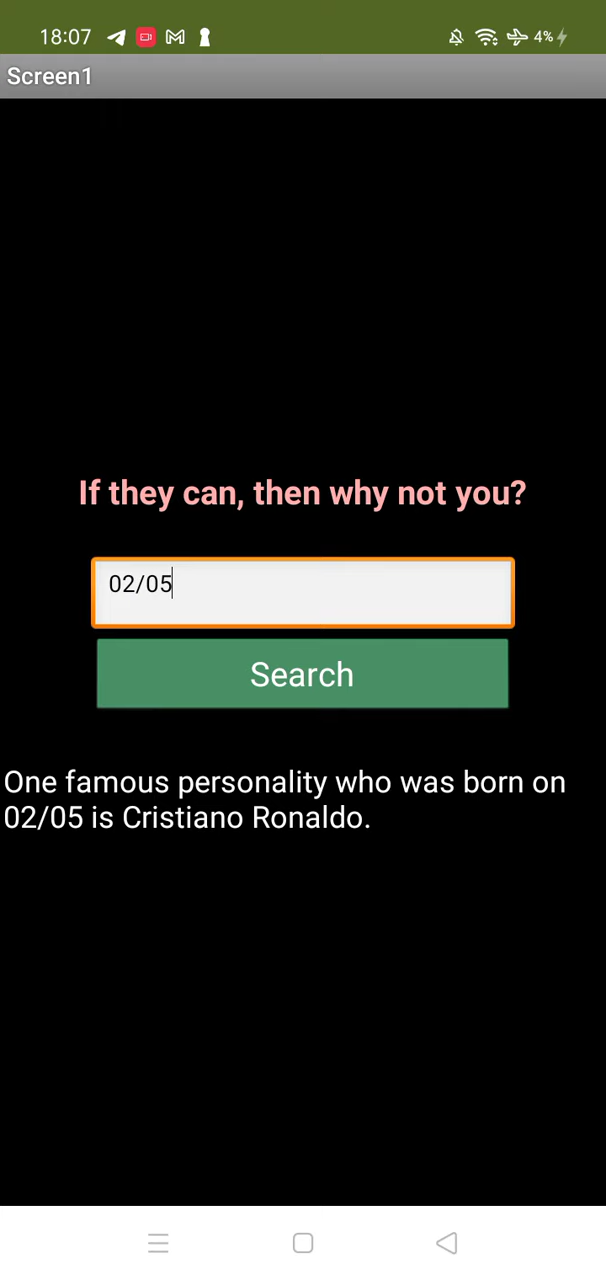 18:07 4%
Screen1
If they can, then why not you?
02/05
Search
One famous personality who was born on
02/05 is Cristiano Ronaldo.